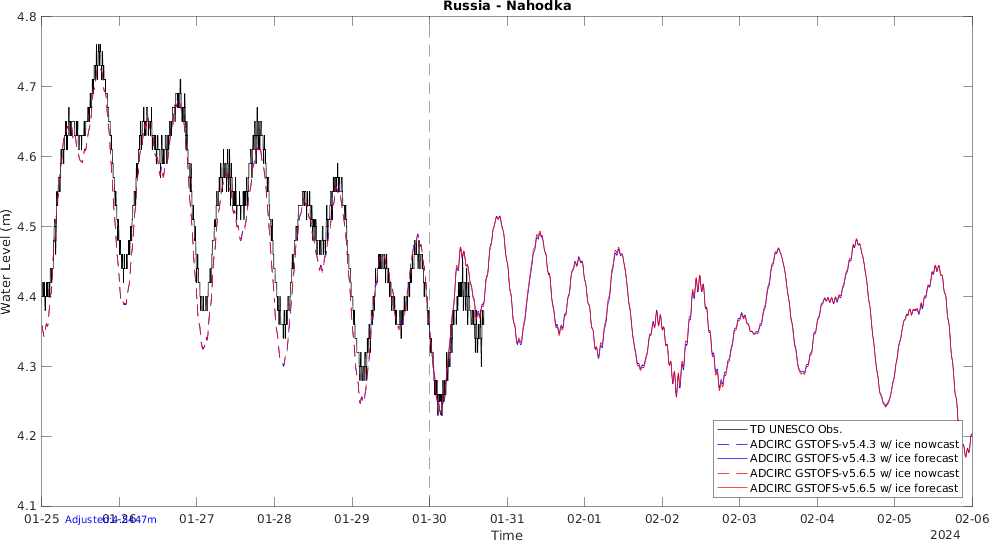 Russia - Nahodka
Water Level (m)
4.8
4.7
4.6
4.5
4.4
4.3
4.2
4.1
TD UNESCO Obs.
ADCIRC GSTOFS-v5.4.3 w/ ice nowcast
ADCIRC GSTOFS-v5.4.3 w/ ice forecast
ADCIRC GSTOFS-v5.6.5 w/ ice nowcast
ADCIRC GSTOFS-v5.6.5 w/ ice forecast
01-25 01-26 01-27 01-28 01-29 01-30 01-31 02-01 02-02 02-03 02-04 02-05 02-06
Time
2024